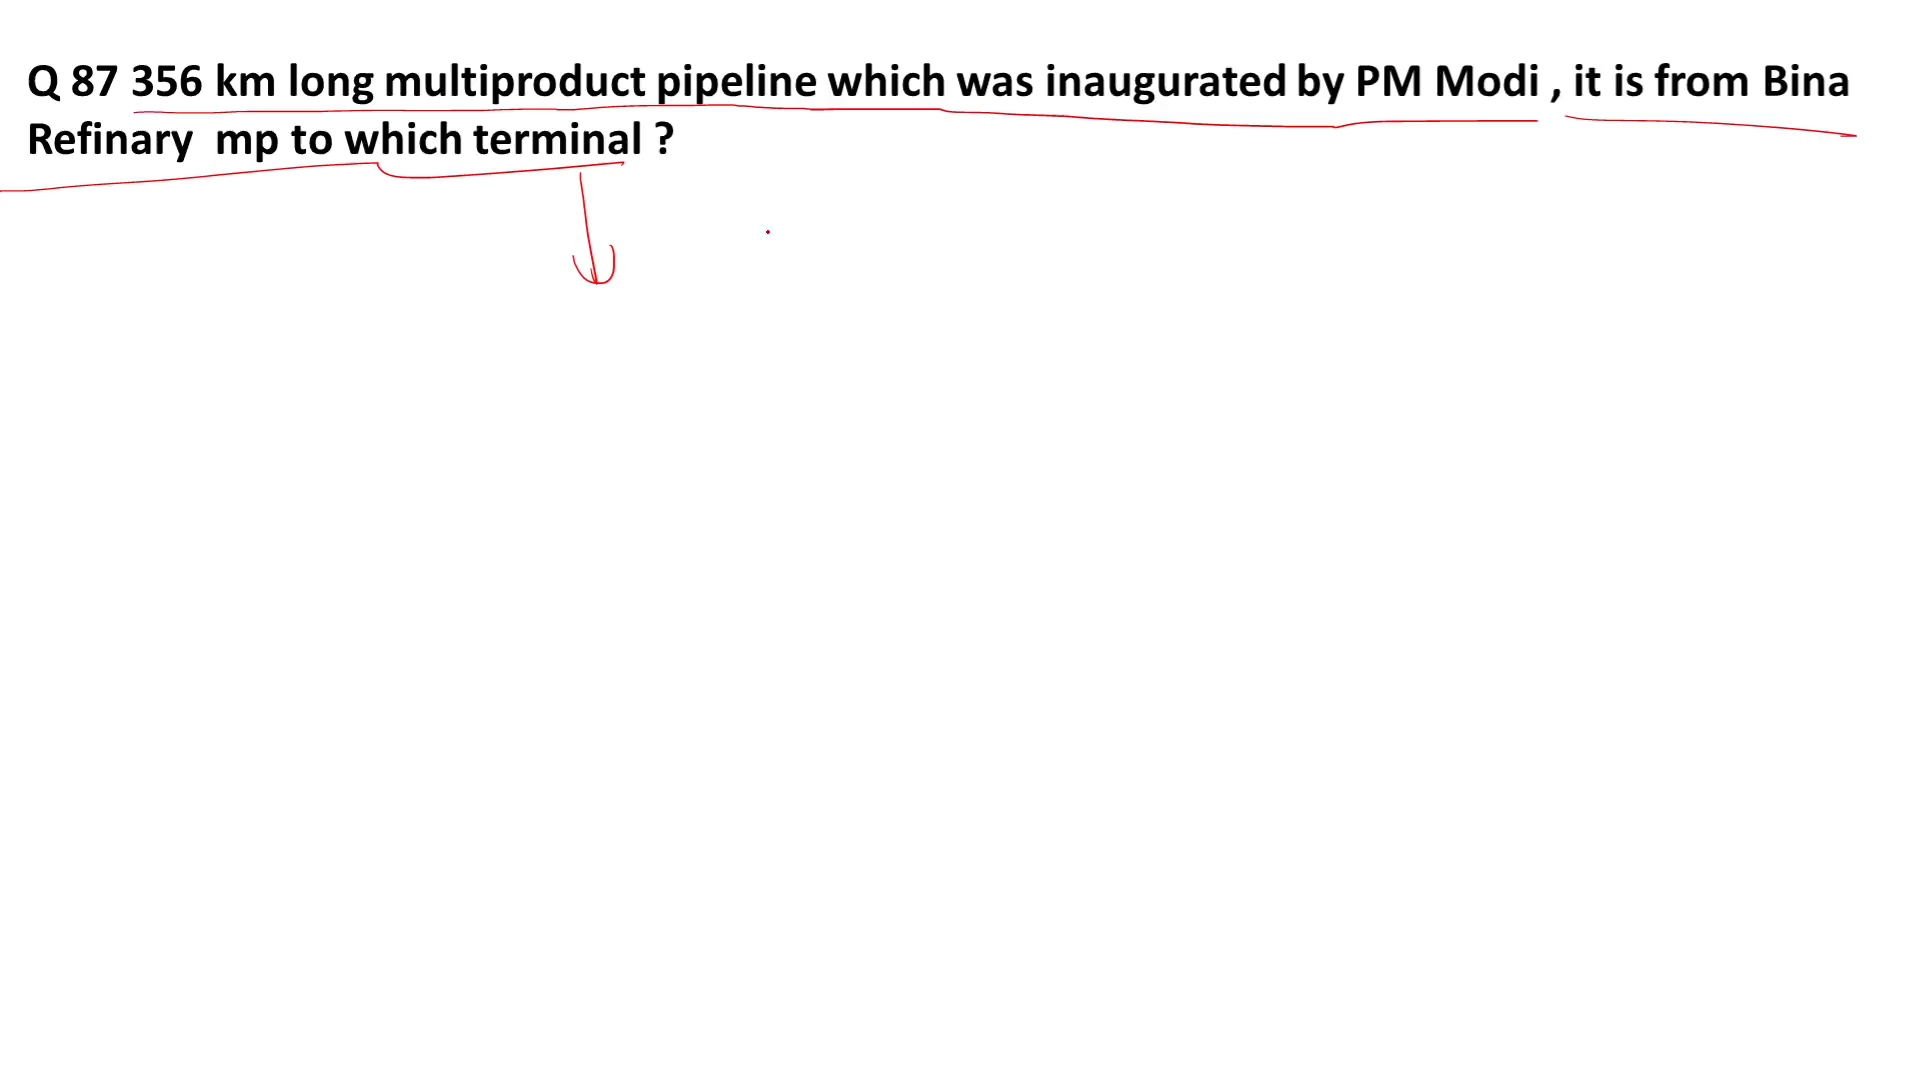 Q 87 356 km long multiproduct pipeline which was inaugurated by PM Modi , it is from Bina
Refinary mp to which terminal ?